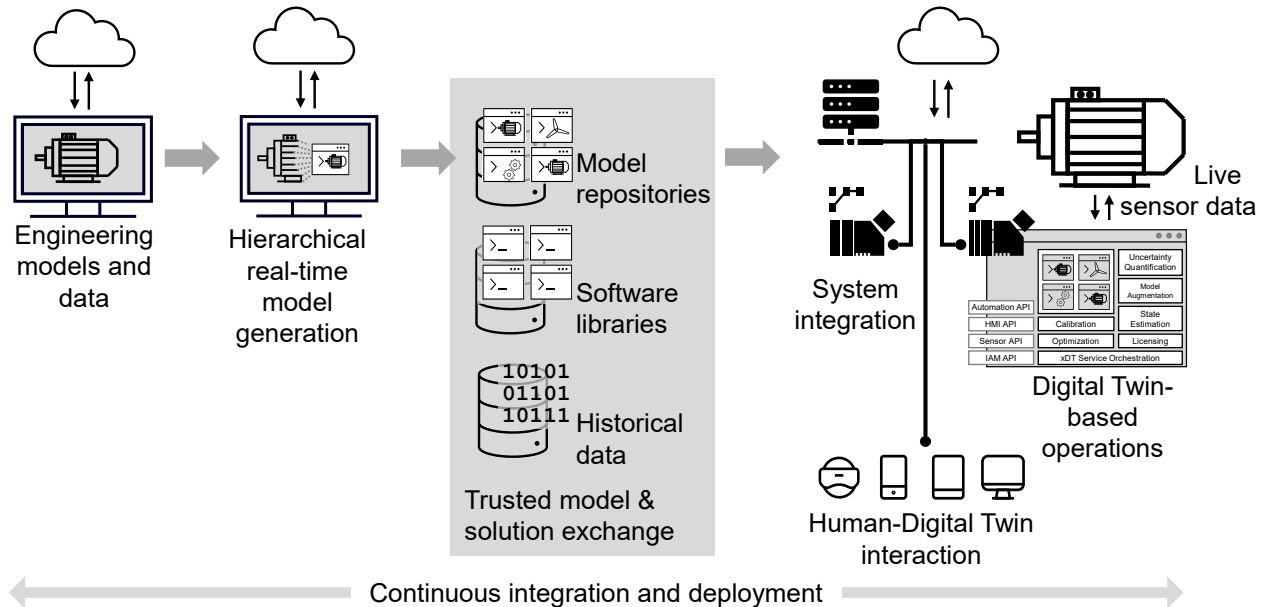 Engineering
models and
data
Hierarchical
real-time
model
generation
>_
>_
>_
>_
Model
repositories
Software
libraries
10101
01101
10111
Historical
data
Trusted model &
solution exchange
System
integration
Live
sensor data
Uncertainty
Quantification
Model
Augmentation
State
Estimation
Automation API
HMI API
Calibration
Sensor API
Optimization
Licensing
IAM API
xDT Service Orchestration
Digital Twin-
based
operations
Human-Digital Twin
interaction
Continuous integration and deployment